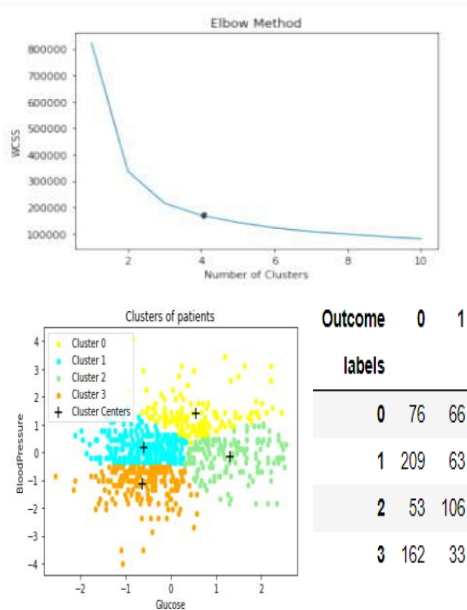 Elbow Method
800000
700000
600000
500000
400000
300000
200000
100000
WCSS
2 4 6 8 10
Number of Clusters
Clusters of patients
4
3
2
1
0
−1
−2
−3
−4
BloodPressure
Cluster 0
Cluster 1
Cluster 2
Cluster 3
Cluster Centers
−2 −1 0 1 2
Glucose
Outcome 0 1
labels
0 76 66
1 209 63
2 53 106
3 162 33